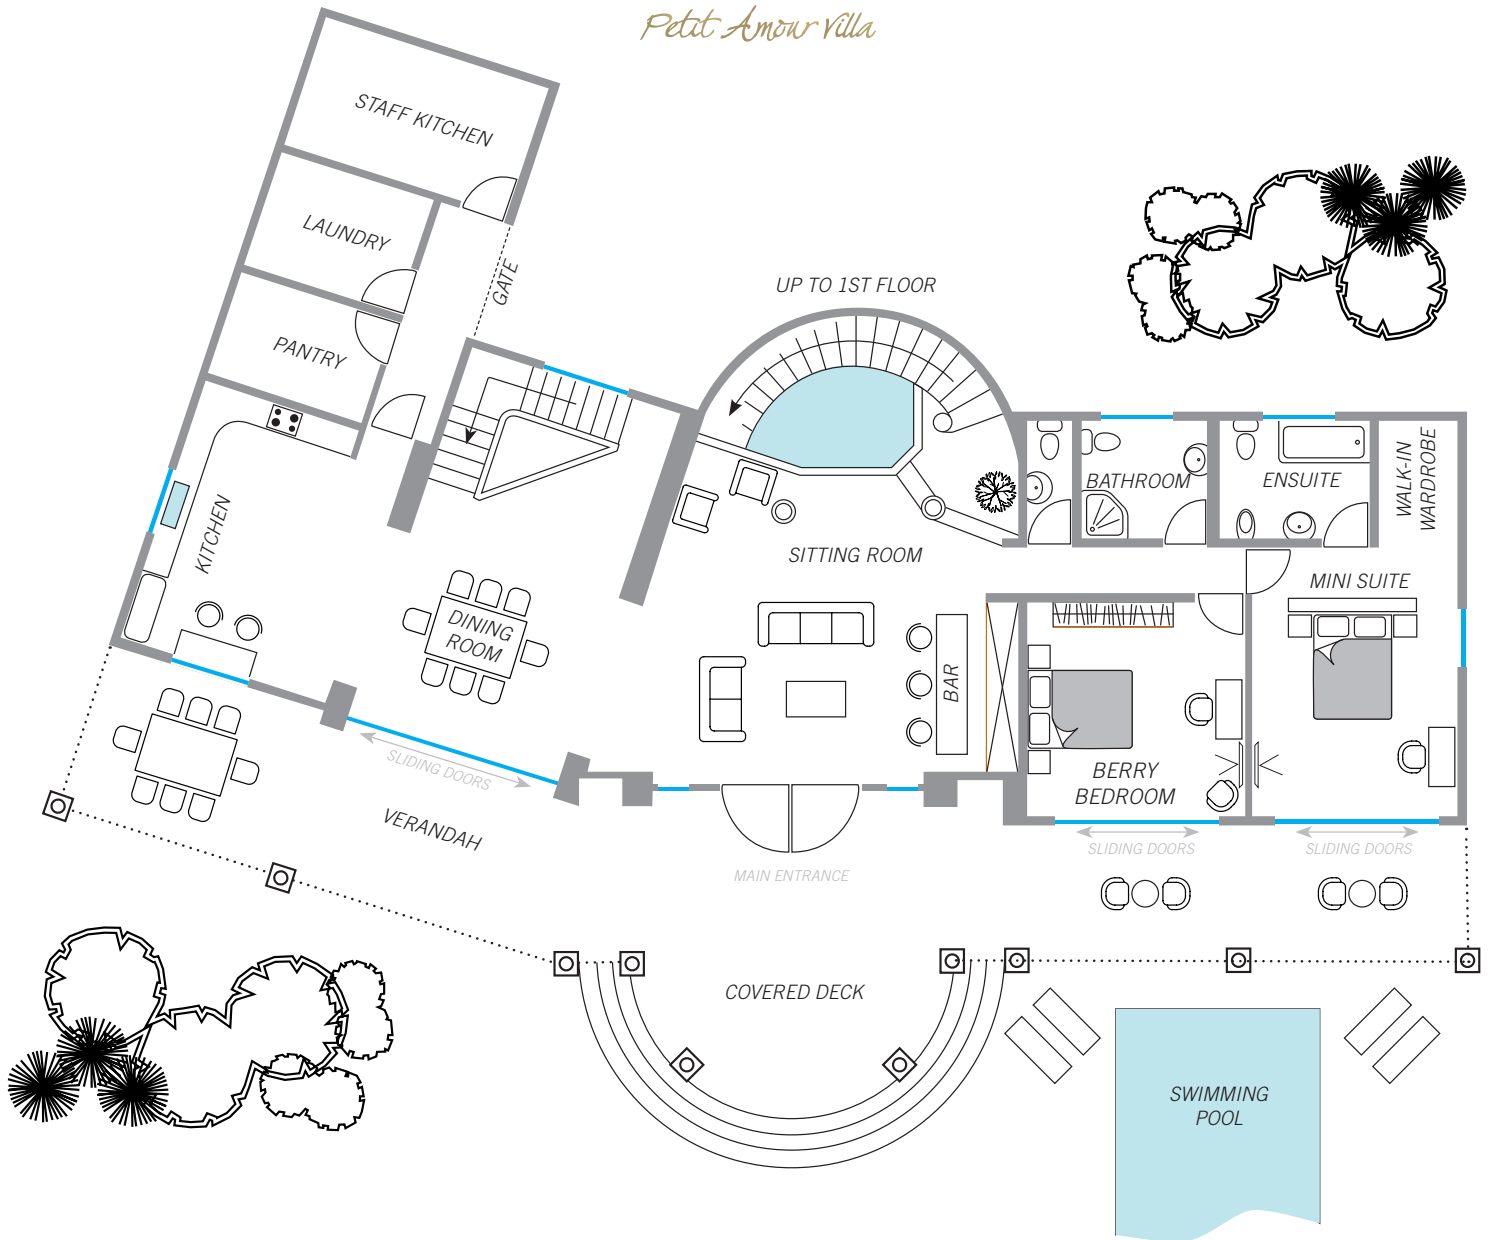 Petit Amour Villa
STAFF KITCHEN
LAUNDRY
GATE
PANTRY
UP TO 1ST FLOOR
KITCHEN
BATHROOM
ENSUITE
WALK-IN
WARDROBE
SITTING ROOM
MINI SUITE
DINING
ROOM
BAR
SLIDING DOORS
BERRY
BEDROOM
VERANDAH
SLIDING DOORS
SLIDING DOORS
MAIN ENTRANCE
COVERED DECK
SWIMMING
POOL